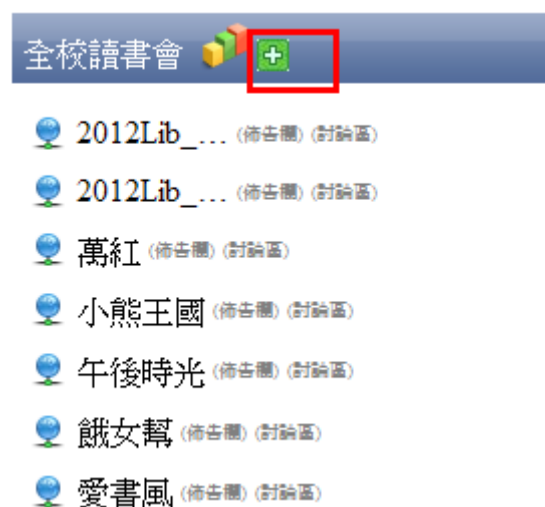 全校讀書會
2012Lib_... (佈告欄) (討論區)
2012Lib_... (佈告欄) (討論區)
萬紅 (佈告欄) (討論區)
小熊王國 (佈告欄) (討論區)
午後時光 (佈告欄) (討論區)
餓女幫 (佈告欄) (討論區)
愛書風 (佈告欄) (討論區)